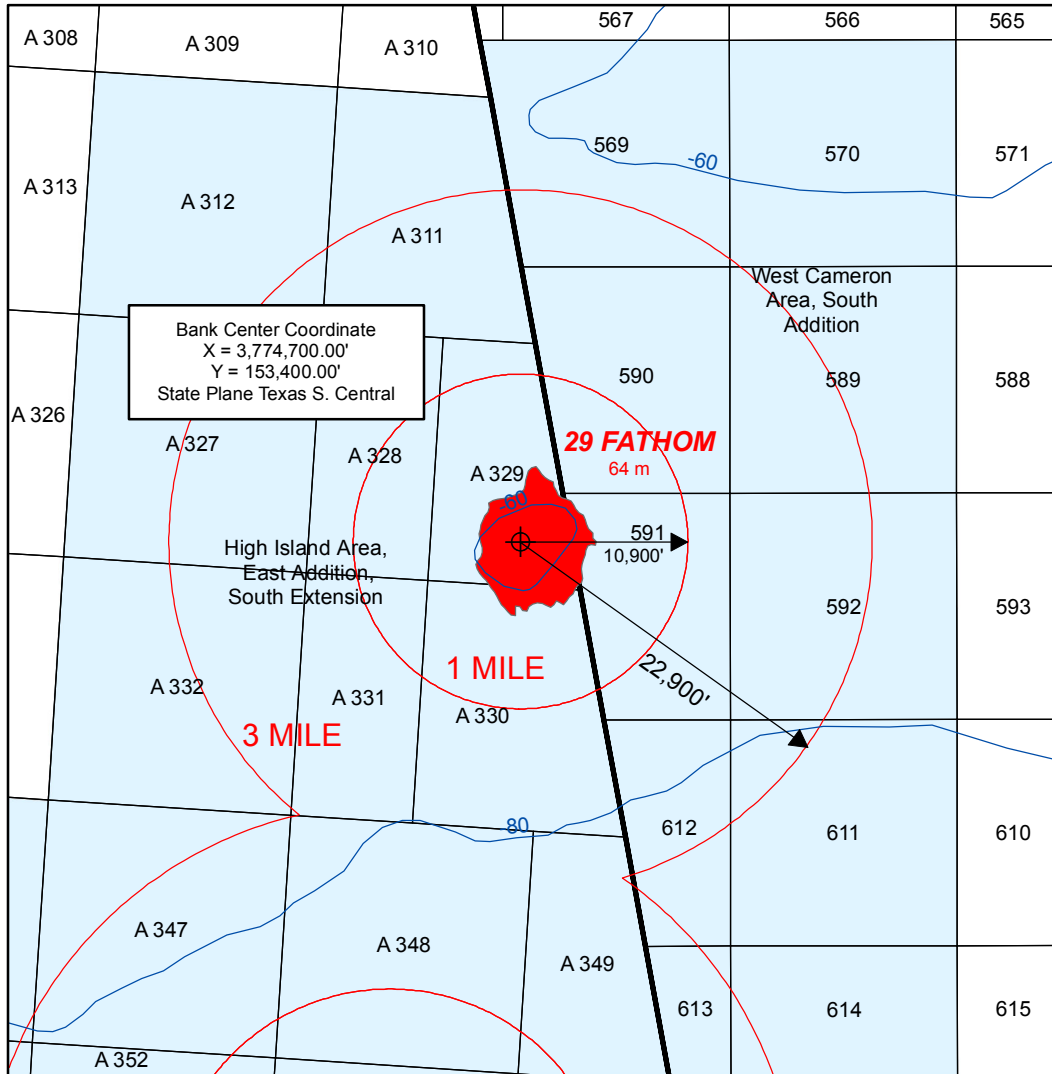 567
566
565
A 308
A 309
A 310
569
-60
570
571
A 313
A 312
A 311
West Cameron
Area, South
Addition
Bank Center Coordinate
X = 3,774,700.00'
Y = 153,400.00'
State Plane Texas S. Central
590
589
588
A 326
A 327
A 328
29 FATHOM
64 m
A 329
-60
591
10,900'
High Island Area,
East Addition,
South Extension
592
593
1 MILE
22,900'
A 332
A 331
A 330
3 MILE
80
612
611
610
A 347
A 348
A 349
613
614
615
A 352